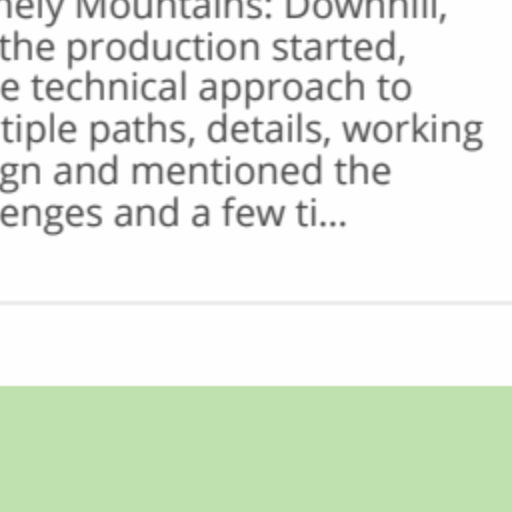 nely Mountains: Downhill,
the production started,
e technical approach to
tiple paths, details, working
gn and mentioned the
enges and a few ti...